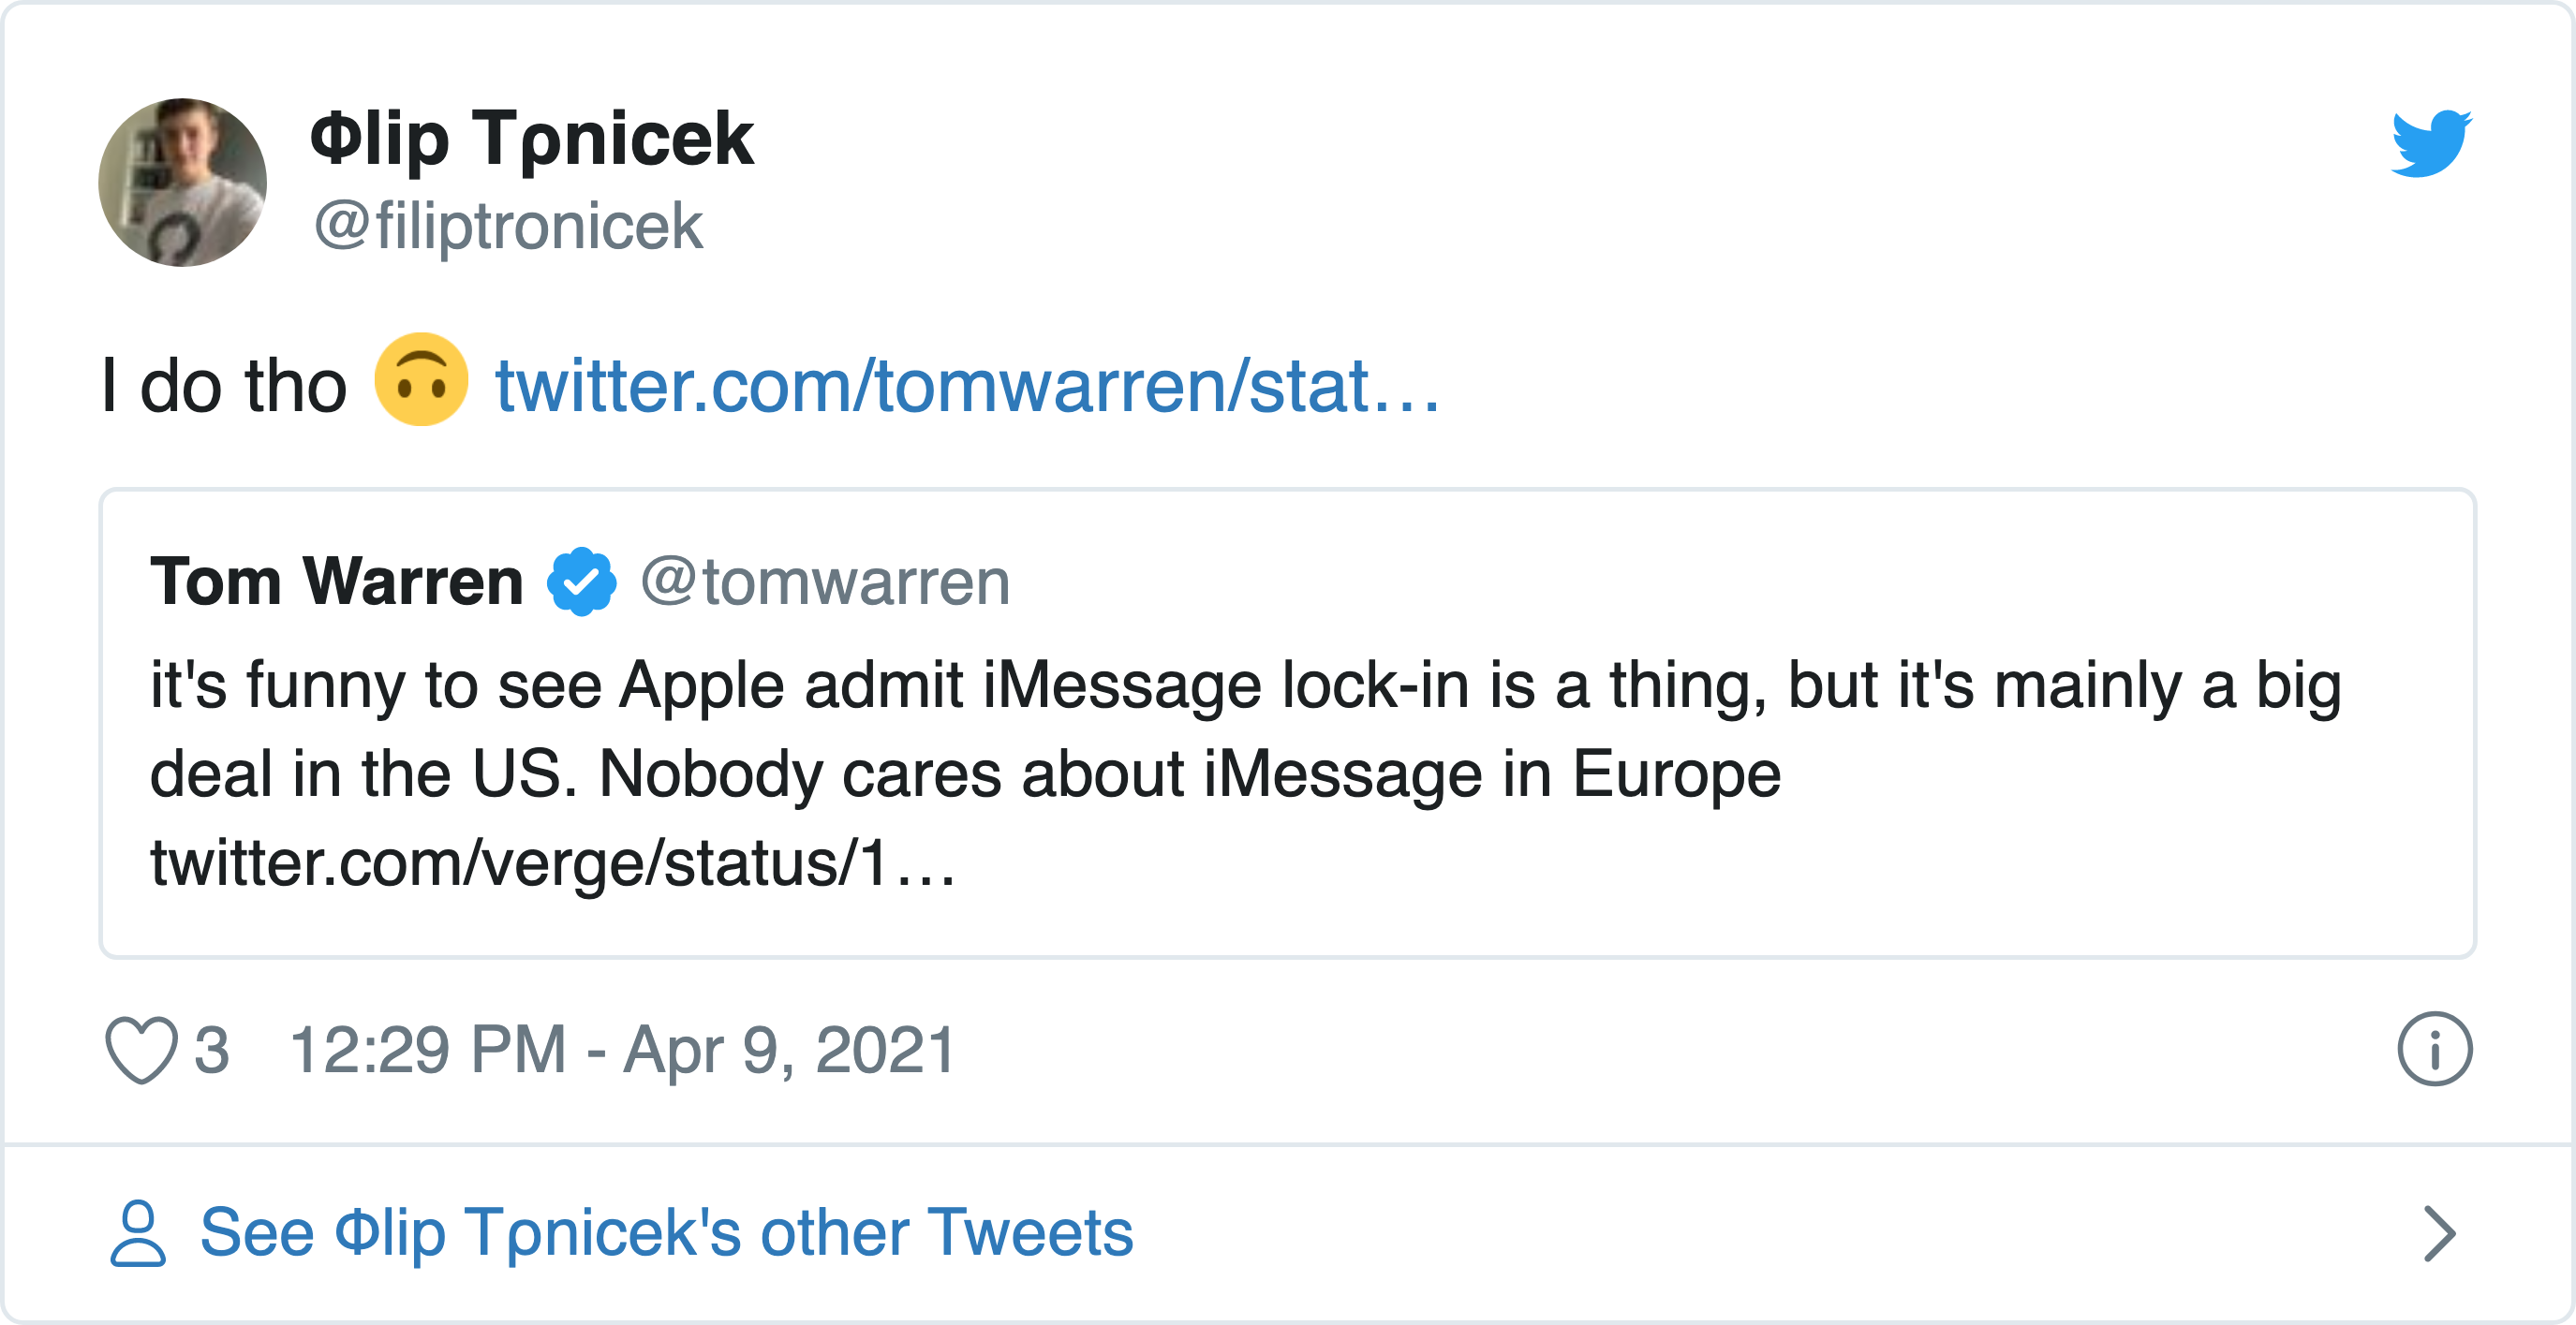 Φlip Tρnicek
@filiptronicek
I do tho 🙃 twitter.com/tomwarren/stat…
Tom Warren @tomwarren
it's funny to see Apple admit iMessage lock-in is a thing, but it's mainly a big
deal in the US. Nobody cares about iMessage in Europe
twitter.com/verge/status/1…
3 12:29 PM - Apr 9, 2021
See Φlip Tρnicek's other Tweets